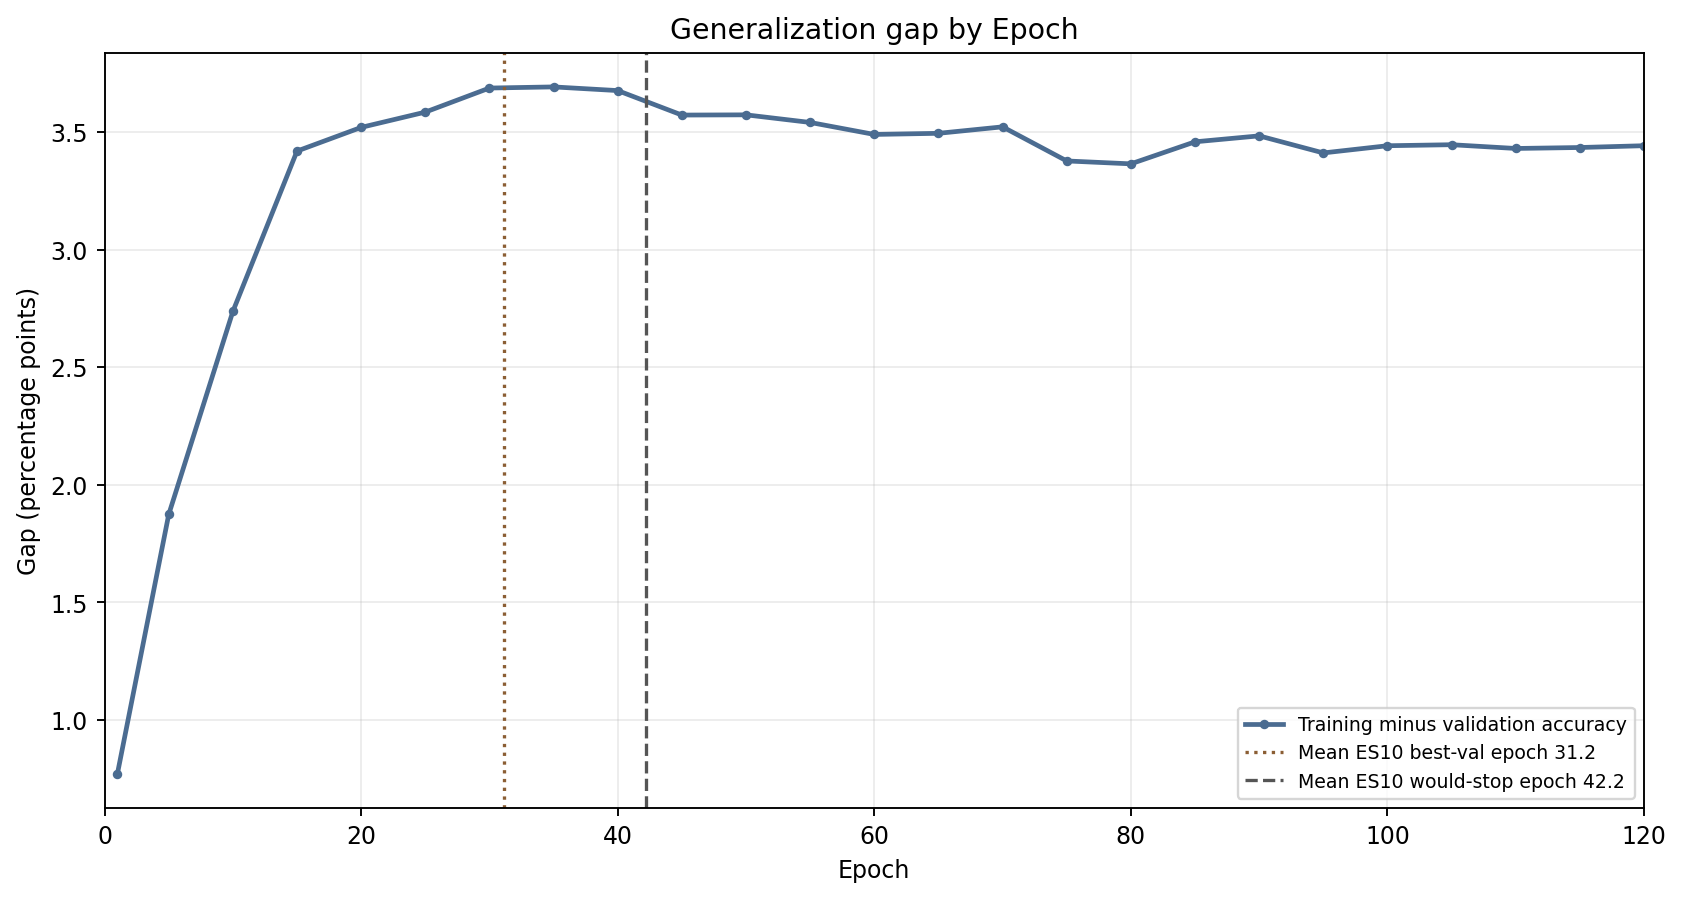 Generalization gap by Epoch
Gap (percentage points)
3.5
3.0
2.5
2.0
1.5
1.0
0 20 40 60 80 100 120
Epoch
Training minus validation accuracy
Mean ES10 best-val epoch 31.2
Mean ES10 would-stop epoch 42.2